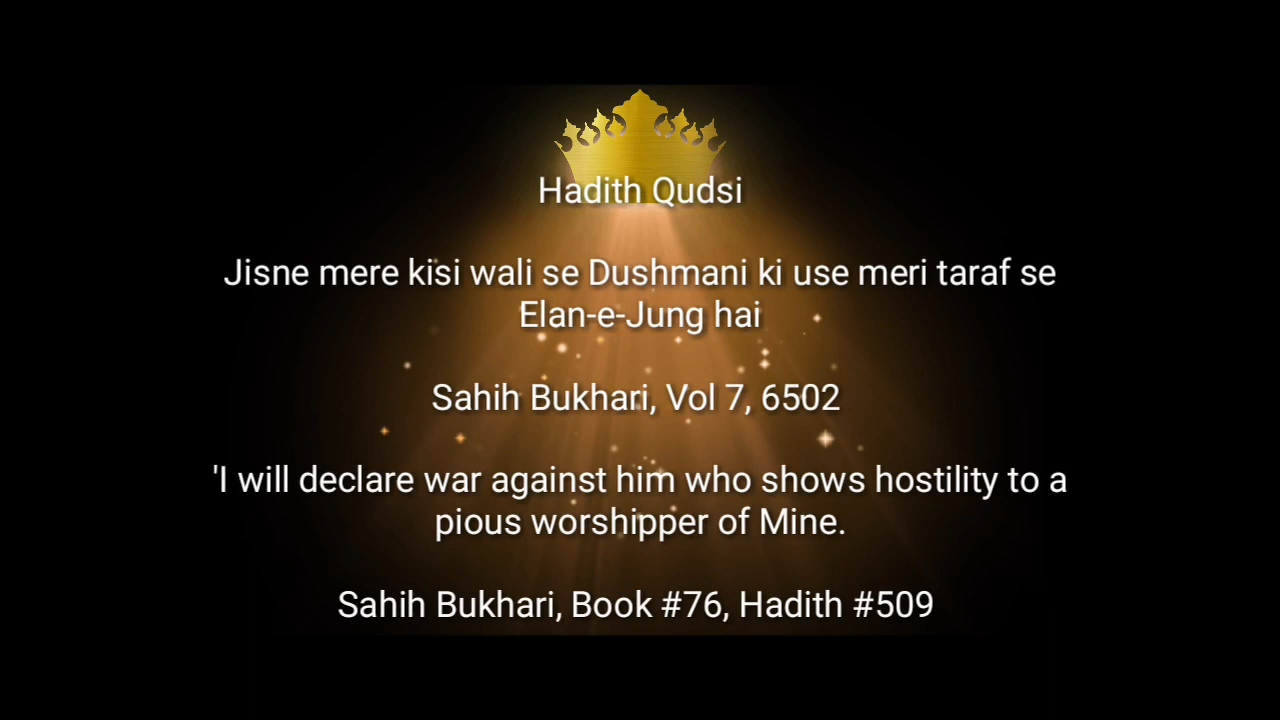 Hadith Qudsi
Jisne mere kisi wali se Dushmani ki use meri taraf se
Elan-e-Jung hai
Sahih Bukhari, Vol 7, 6502
'I will declare war against him who shows hostility to a
pious worshipper of Mine.
Sahih Bukhari, Book #76, Hadith #509